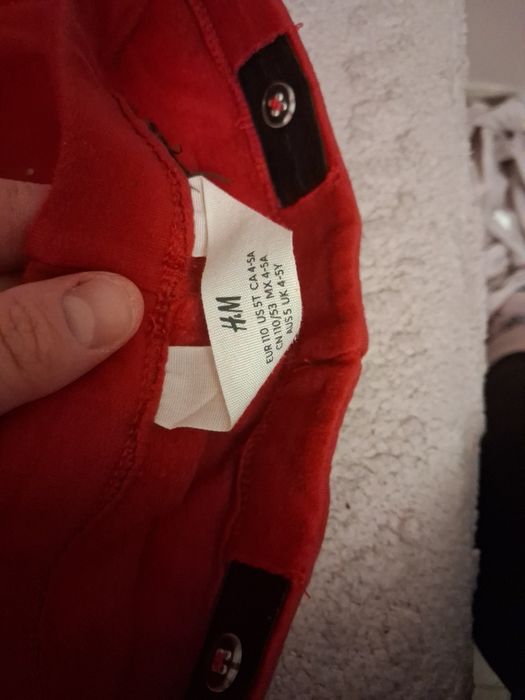 H&M
EUR 110 US 5T CA 4-5A
CN 110/53 MX 4-5A
AUS 5 UK 4-5Y